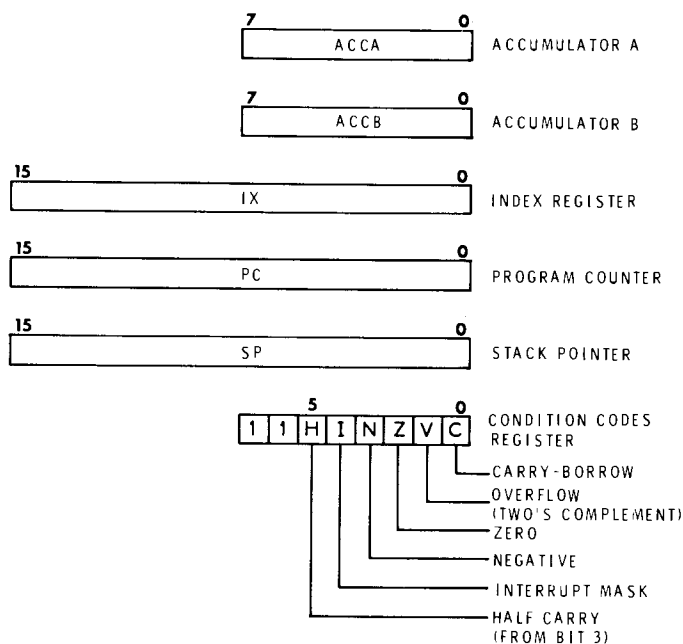 7 0
ACCA ACCUMULATOR A
7 0
ACCB ACCUMULATOR B
15 0
IX INDEX REGISTER
15 0
PC PROGRAM COUNTER
15 0
SP STACK POINTER
5 0
1 1 H I N Z V C CONDITION CODES
REGISTER
CARRY-BORROW
OVERFLOW
(TWO'S COMPLEMENT)
ZERO
NEGATIVE
INTERRUPT MASK
HALF CARRY
(FROM BIT 3)